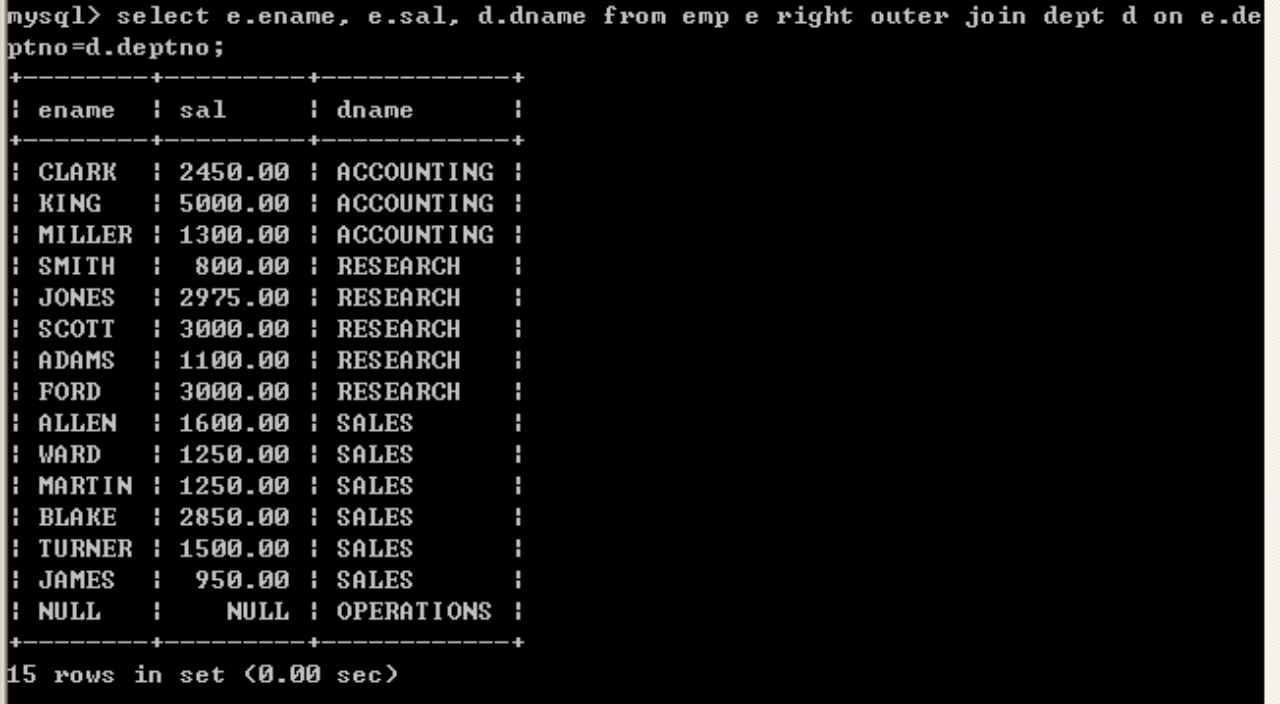 mysql> select e.ename, e.sal, d.dname from emp e right outer join dept d on e.de
ptno=d.deptno;
+--------+---------+------------+
| ename  | sal     | dname      |
+--------+---------+------------+
| CLARK  | 2450.00 | ACCOUNTING |
| KING   | 5000.00 | ACCOUNTING |
| MILLER | 1300.00 | ACCOUNTING |
| SMITH  |  800.00 | RESEARCH   |
| JONES  | 2975.00 | RESEARCH   |
| SCOTT  | 3000.00 | RESEARCH   |
| ADAMS  | 1100.00 | RESEARCH   |
| FORD   | 3000.00 | RESEARCH   |
| ALLEN  | 1600.00 | SALES      |
| WARD   | 1250.00 | SALES      |
| MARTIN | 1250.00 | SALES      |
| BLAKE  | 2850.00 | SALES      |
| TURNER | 1500.00 | SALES      |
| JAMES  |  950.00 | SALES      |
| NULL   |    NULL | OPERATIONS |
+--------+---------+------------+
15 rows in set (0.00 sec)